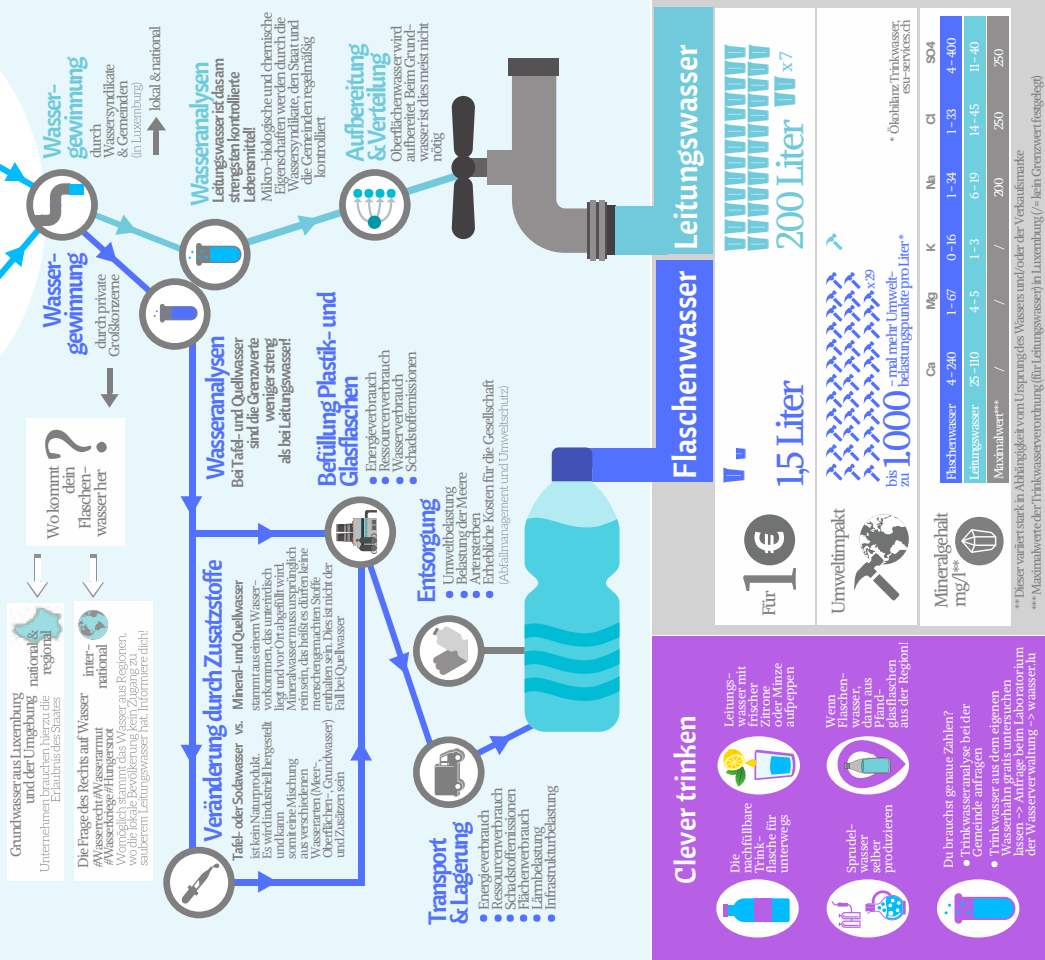 Grundwasser aus Luxemburg
und der Umgebung
national &
regional
Unternehmen brauchen hierzu die
Erlaubnis des Staates
Die Frage des Rechts auf Wasser
#Wasserrecht #Wasserarmut
#Wasserkriege #Hungersnot
inter-
national
Womöglich stammt das Wasser aus Regionen,
wo die lokale Bevölkerung kein Zugang zu
sauberem Leitungswasser hat. Informiere dich!
Wo kommt
dein
Flaschen-
wasser her
?
Wasser-
gewinnung
durch private
Großkonzerne
Wasser-
gewinnung
durch
Wassersyndikate
& Gemeinden
(in Luxemburg)
lokal & national
Wasseranalysen
Bei Tafel- und Quellwasser
sind die Grenzwerte
weniger streng
als bei Leitungswasser!
Wasseranalysen
Leitungswasser ist das am
strengsten kontrollierte
Lebensmittel!
Mikro-biologische und chemische
Eigenschaften werden durch die
Wassersyndikate, den Staat und
die Gemeinden regelmäßig
kontrolliert
Aufbereitung
& Verteilung
Oberflächenwasser wird
aufbereitet. Beim Grund-
wasser ist dies meist nicht
nötig
Veränderung durch Zusatzstoffe
Tafel- oder Sodawasser vs.
ist kein Naturprodukt.
Es wird industriell hergestellt
und kann
somit eine Mischung
aus verschiedenen
Wasserarten (Meer-,
Oberflächen-, Grundwasser)
und Zusätzen sein
Mineral- und Quellwasser
stammt aus einem Wasser-
vorkommen, das unterirdisch
liegt und vor Ort abgefüllt wird.
Mineralwasser muss ursprünglich
rein sein, das heißt es dürfen keine
menschengemachten Stoffe
enthalten sein. Dies ist nicht der
Fall bei Quellwasser
Befüllung Plastik- und
Glasflaschen
● Energieverbrauch
● Ressourcenverbrauch
● Wasserverbrauch
● Schadstoffemissionen
Transport
& Lagerung
● Energieverbrauch
● Ressourcenverbrauch
● Schadstoffemissionen
● Flächenverbrauch
● Lärmbelastung
● Infrastrukturbelastung
Entsorgung
● Umweltbelastung
● Belastung der Meere
● Artensterben
● Erhebliche Kosten für die Gesellschaft
(Abfallmanagement und Umweltschutz)
Clever trinken
Die
nachfüllbare
Trink-
flasche für
unterwegs
Leitungs-
wasser mit
frischer
Zitrone
oder Minze
aufpeppen
Sprudel-
wasser
selber
produzieren
Wenn
Flaschen-
wasser,
dann aus
Pfand-
glasflaschen
aus der Region!
Du brauchst genaue Zahlen?
● Trinkwasseranalyse bei der
Gemeinde anfragen
● Trinkwasser aus dem eigenen
Wasserhahn gratis untersuchen
lassen -> Anfrage beim Laboratorium
der Wasserverwaltung -> waasser.lu
Flaschenwasser
Leitungswasser
Für 1 €
1,5 Liter
200 Liter
x 7
Umweltimpakt
x 29
bis zu 1.000 - mal mehr Umwelt-
belastungspunkte pro Liter*
* Ökobilanz Trinkwasser,
esu-services.ch
Mineralgehalt
mg/l**
Ca Mg K Na Cl SO4
Flaschenwasser 4 - 240 1 - 67 0 - 16 1 - 34 1 - 33 4 - 400
Leitungswasser 25 - 110 4 - 5 1 - 3 6 - 19 14 - 45 11 - 40
Maximalwert*** / / / 200 250 250
** Dieser variiert stark in Abhängigkeit vom Ursprung des Wassers und/oder der Verkaufsmarke
*** Maximalwerte der Trinkwasserverordnung (für Leitungswasser) in Luxemburg (/ = kein Grenzwert festgelegt)